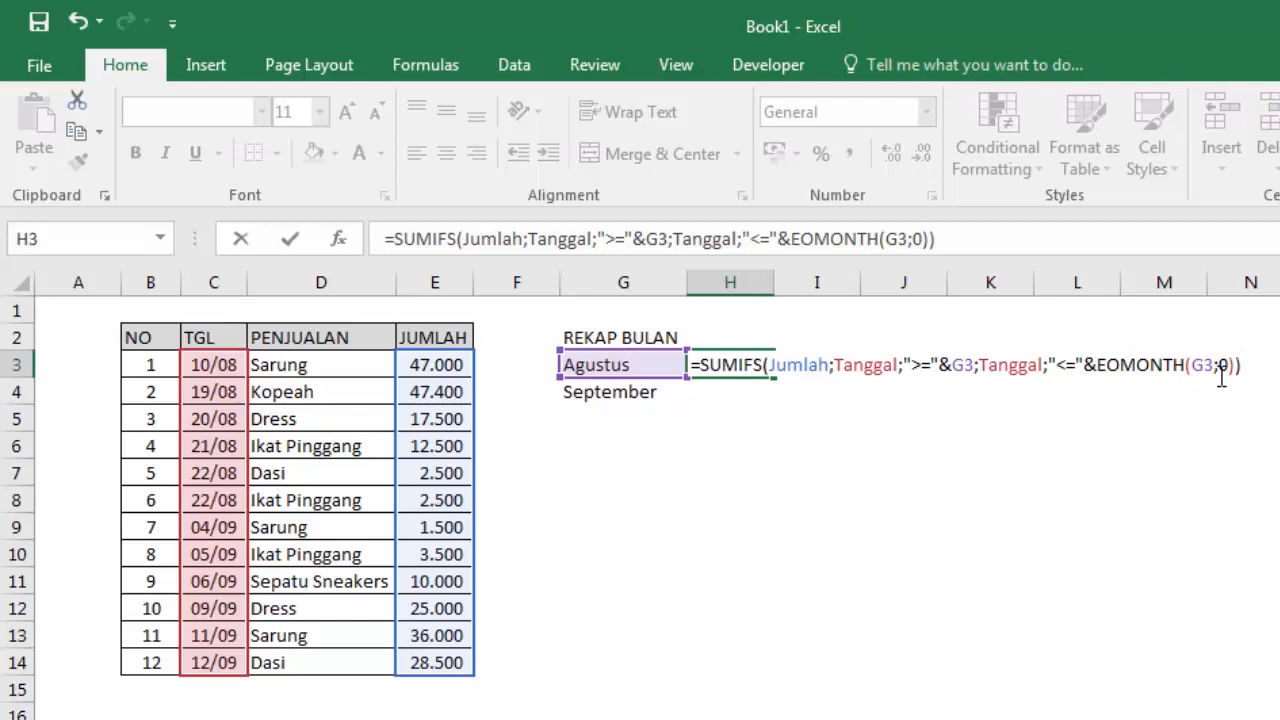 Book1 - Excel
File Home Insert Page Layout Formulas Data Review View Developer Tell me what you want to do...
11 A A Wrap Text General
Paste B I U A Merge & Center % , .00 .0 Conditional Formatting Format as Table Cell Styles Insert
Clipboard Font Alignment Number Styles
H3 fx =SUMIFS(Jumlah;Tanggal;">="&G3;Tanggal;"<="&EOMONTH(G3;0))
A B C D E F G H I J K L M N
1
2 NO TGL PENJUALAN JUMLAH REKAP BULAN
3 1 10/08 Sarung 47.000 Agustus =SUMIFS(Jumlah;Tanggal;">="&G3;Tanggal;"<="&EOMONTH(G3;0))
4 2 19/08 Kopeah 47.400 September
5 3 20/08 Dress 17.500
6 4 21/08 Ikat Pinggang 12.500
7 5 22/08 Dasi 2.500
8 6 22/08 Ikat Pinggang 2.500
9 7 04/09 Sarung 1.500
10 8 05/09 Ikat Pinggang 3.500
11 9 06/09 Sepatu Sneakers 10.000
12 10 09/09 Dress 25.000
13 11 11/09 Sarung 36.000
14 12 12/09 Dasi 28.500
15
16